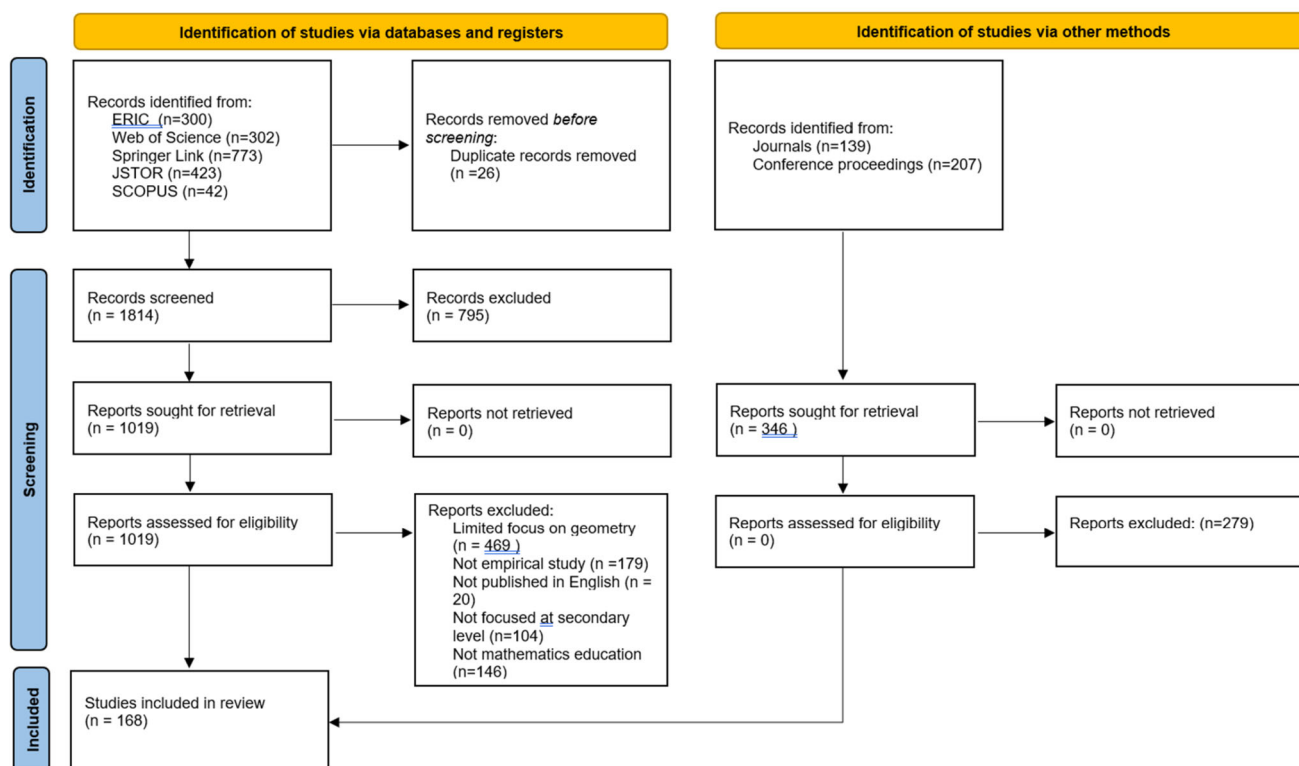 Identification of studies via databases and registers
Identification of studies via other methods
Identification
Records identified from:
ERIC (n=300)
Web of Science (n=302)
Springer Link (n=773)
JSTOR (n=423)
SCOPUS (n=42)
Records removed before
screening:
Duplicate records removed
(n =26)
Records identified from:
Journals (n=139)
Conference proceedings (n=207)
Screening
Records screened
(n = 1814)
Records excluded
(n = 795)
Reports sought for retrieval
(n = 1019)
Reports not retrieved
(n = 0)
Reports sought for retrieval
(n = 346 )
Reports not retrieved
(n = 0)
Reports assessed for eligibility
(n = 1019)
Reports excluded:
Limited focus on geometry
(n = 469 )
Not empirical study (n =179)
Not published in English (n =
20)
Not focused at secondary
level (n=104)
Not mathematics education
(n=146)
Reports assessed for eligibility
(n = 0)
Reports excluded: (n=279)
Included
Studies included in review
(n = 168)